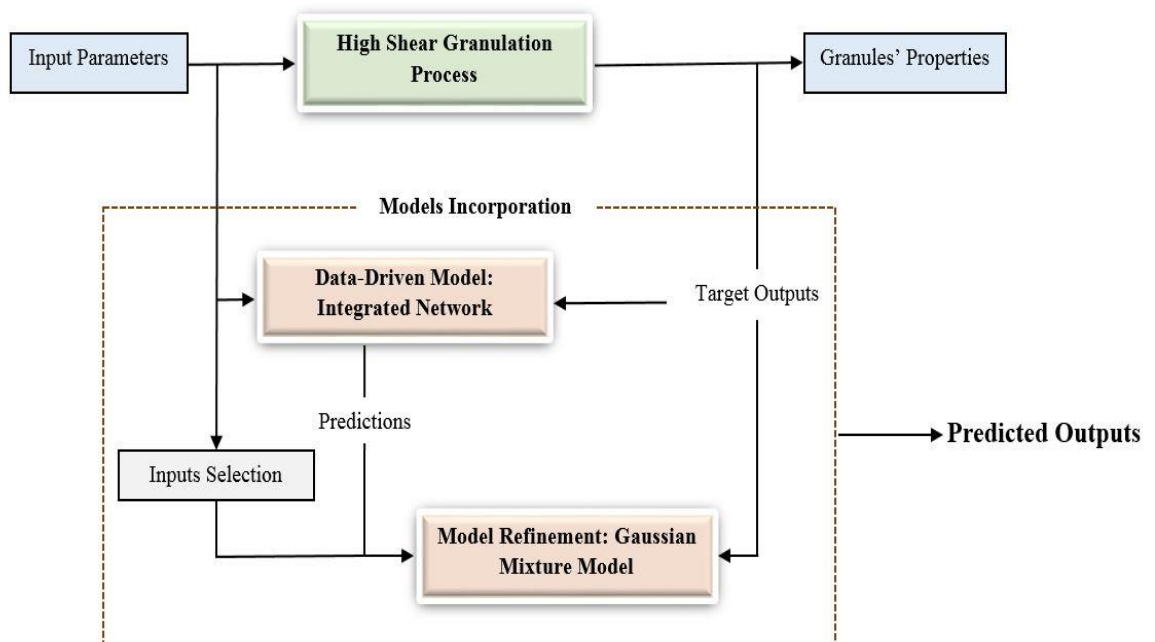 Input Parameters
High Shear Granulation
Process
Granules' Properties
Models Incorporation
Data-Driven Model:
Integrated Network
Target Outputs
Predictions
Predicted Outputs
Inputs Selection
Model Refinement: Gaussian
Mixture Model